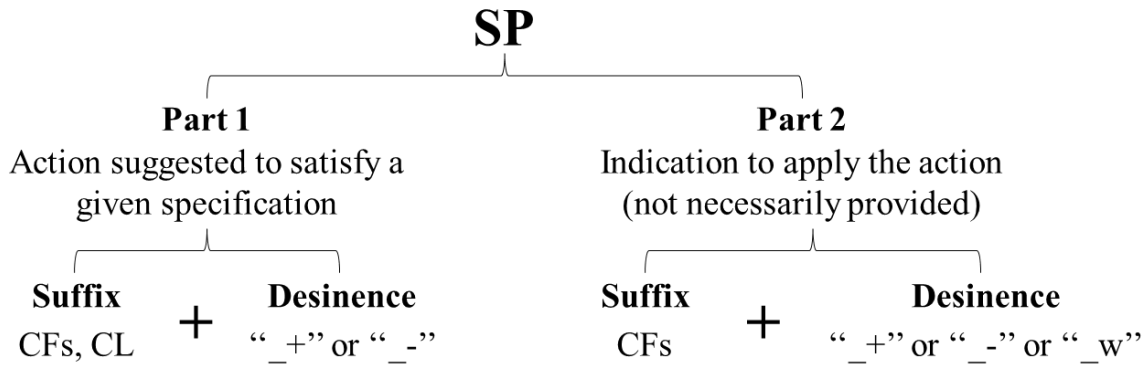 SP
Part 1
Action suggested to satisfy a
given specification
Suffix
CFs, CL
+
Desinence
“_+” or “_-”
Part 2
Indication to apply the action
(not necessarily provided)
Suffix
CFs
+
Desinence
“_+” or “_-” or “_w”